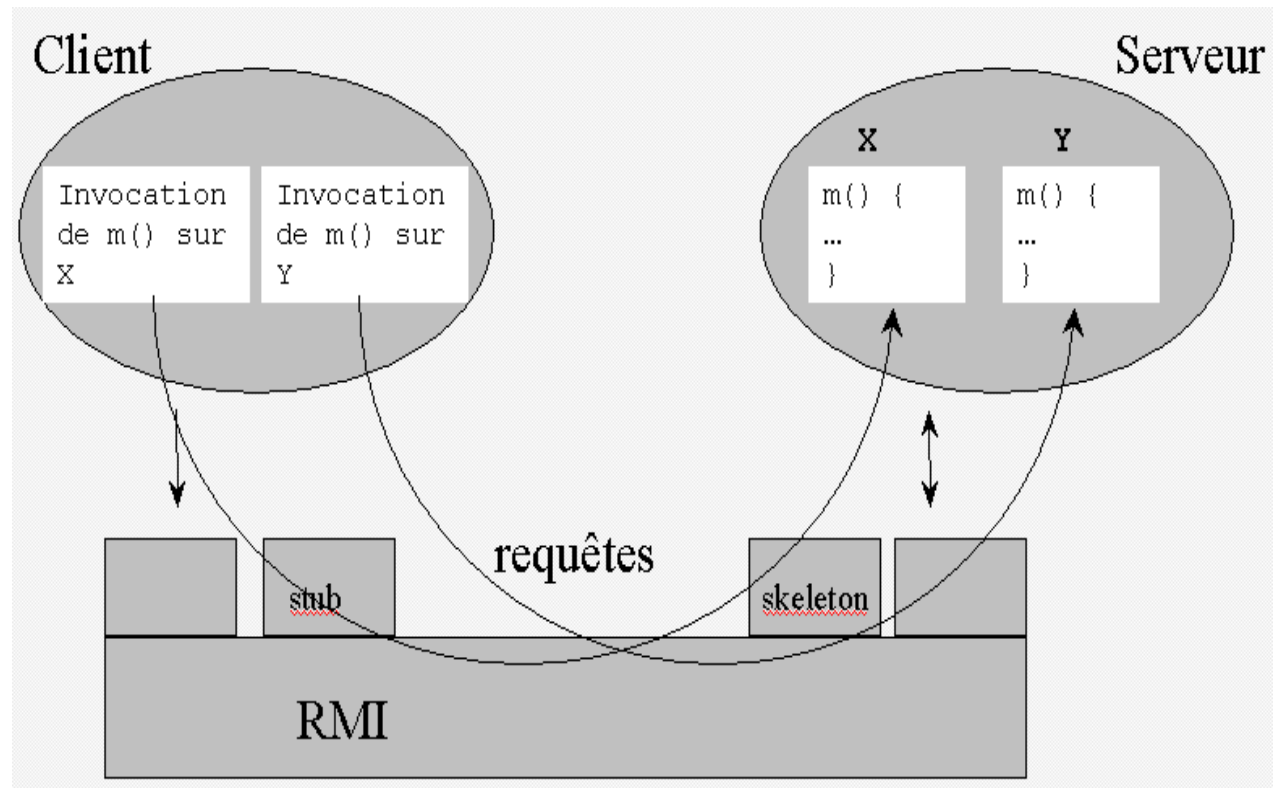 Client
Serveur
Invocation
de m() sur
X
Invocation
de m() sur
Y
X
m() {
…
}
Y
m() {
…
}
requêtes
stub
skeleton
RMI